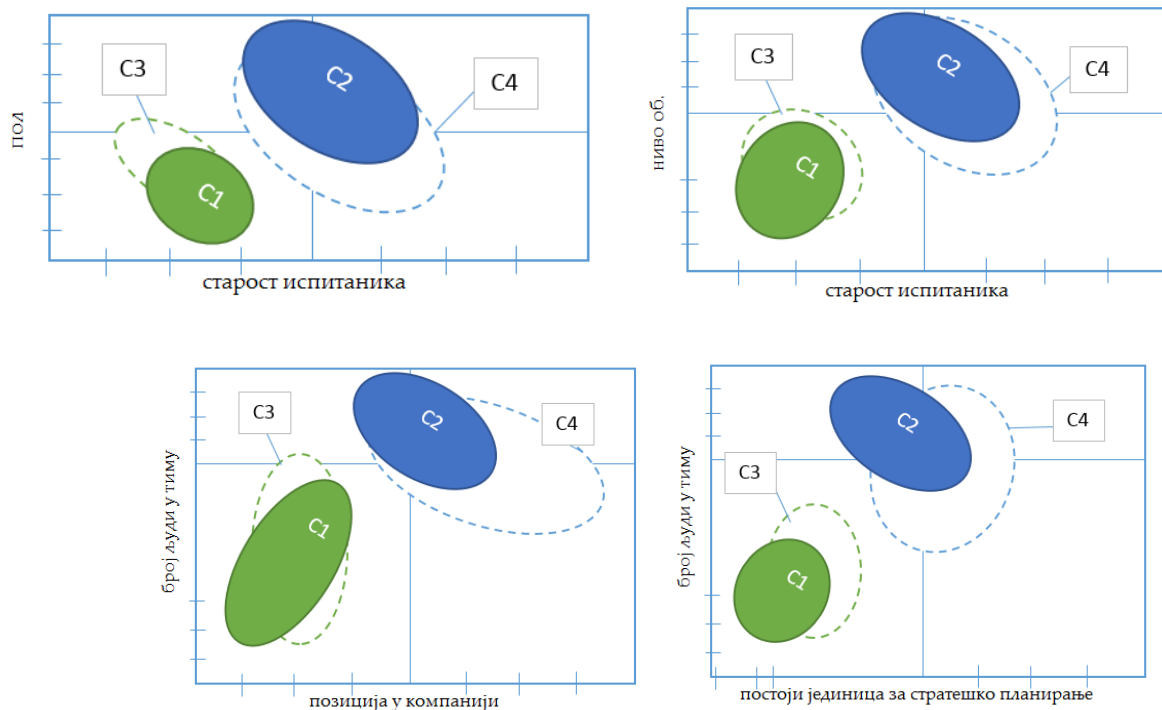 C3
C2
C4
C1
пол
старост испитаника
C3
C2
C4
C1
ниво об.
старост испитаника
C3
C2
C4
C1
број људи у тиму
позиција у компанији
C3
C2
C4
C1
број људи у тиму
постоји јединица за стратешко планирање